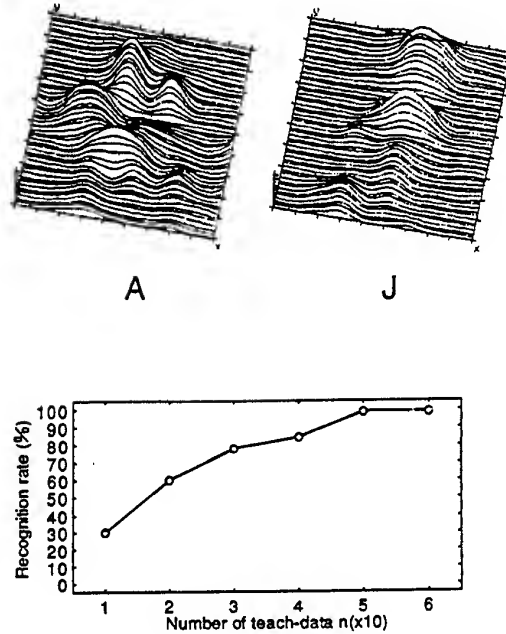 y
y
x
x
A
J
Recognition rate (%)
100
90
80
70
60
50
40
30
20
10
0
1 2 3 4 5 6
Number of teach-data n(x10)